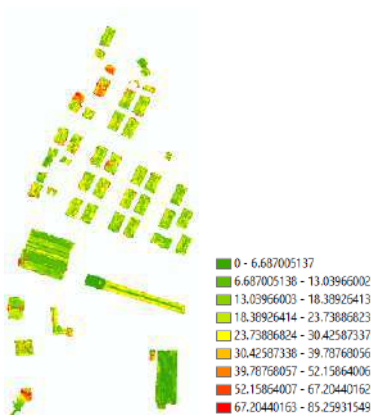 0 - 6.687005137
6.687005138 - 13.03966002
13.03966003 - 18.38926413
18.38926414 - 23.73886823
23.73886824 - 30.42587337
30.42587338 - 39.78768056
39.78768057 - 52.15864006
52.15864007 - 67.20440162
67.20440163 - 85.25931549